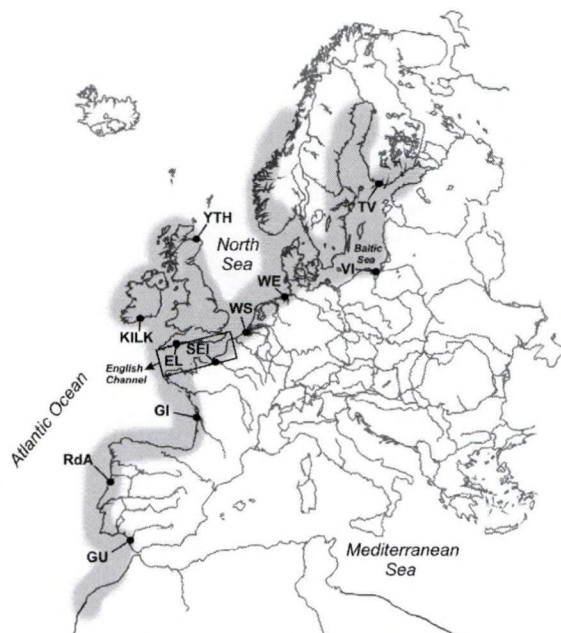 YTH
North
Sea
TV
Baltic
Sea
VI
WE
WS
KILK
SEI
EL
English
Channel
Atlantic Ocean
GI
RdA
GU
Mediterranean
Sea